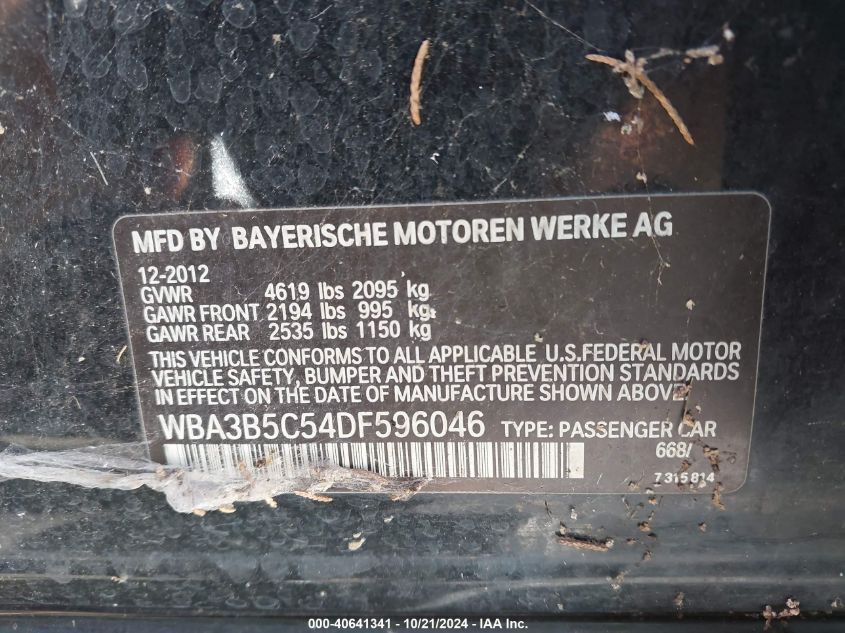 MFD BY BAYERISCHE MOTOREN WERKE AG
12-2012
GVWR 4619 lbs 2095 kg
GAWR FRONT 2194 lbs 995 kg
GAWR REAR 2535 lbs 1150 kg
THIS VEHICLE CONFORMS TO ALL APPLICABLE U.S.FEDERAL MOTOR
VEHICLE SAFETY, BUMPER AND THEFT PREVENTION STANDARDS
IN EFFECT ON THE DATE OF MANUFACTURE SHOWN ABOVE.
WBA3B5C54DF596046 TYPE: PASSENGER CAR
668/
7315814
000-40641341 - 10/21/2024 - IAA Inc.